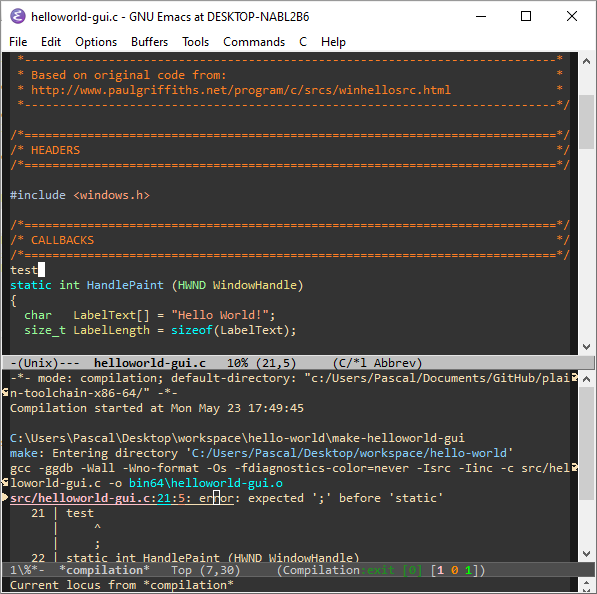 helloworld-gui.c - GNU Emacs at DESKTOP-NABL2B6
File Edit Options Buffers Tools Commands C Help
*----------------------------------------------------------------------------*
* Based on original code from: *
* http://www.paulgriffiths.net/program/c/srcs/winhellosrc.html *
*----------------------------------------------------------------------------*/
/*============================================================================*/
/* HEADERS */
/*============================================================================*/
#include <windows.h>
/*============================================================================*/
/* CALLBACKS */
/*============================================================================*/
test
static int HandlePaint (HWND WindowHandle)
{
char LabelText[] = "Hello World!";
size_t LabelLength = sizeof(LabelText);
-(Unix)--- helloworld-gui.c 10% (21,5) (C/*l Abbrev)
-*- mode: compilation; default-directory: "c:/Users/Pascal/Documents/GitHub/plai
n-toolchain-x86-64/" -*-
Compilation started at Mon May 23 17:49:45
C:\Users\Pascal\Desktop\workspace\hello-world\make-helloworld-gui
make: Entering directory 'C:/Users/Pascal/Desktop/workspace/hello-world'
gcc -ggdb -Wall -Wno-format -Os -fdiagnostics-color=never -Isrc -Iinc -c src/hel
loworld-gui.c -o bin64\helloworld-gui.o
src/helloworld-gui.c:21:5: error: expected ';' before 'static'
21 | test
| ^
| ;
22 | static int HandlePaint (HWND WindowHandle)
1\%*- *compilation* Top (7,30) (Compilation:exit [0] [1 0 1])
Current locus from *compilation*